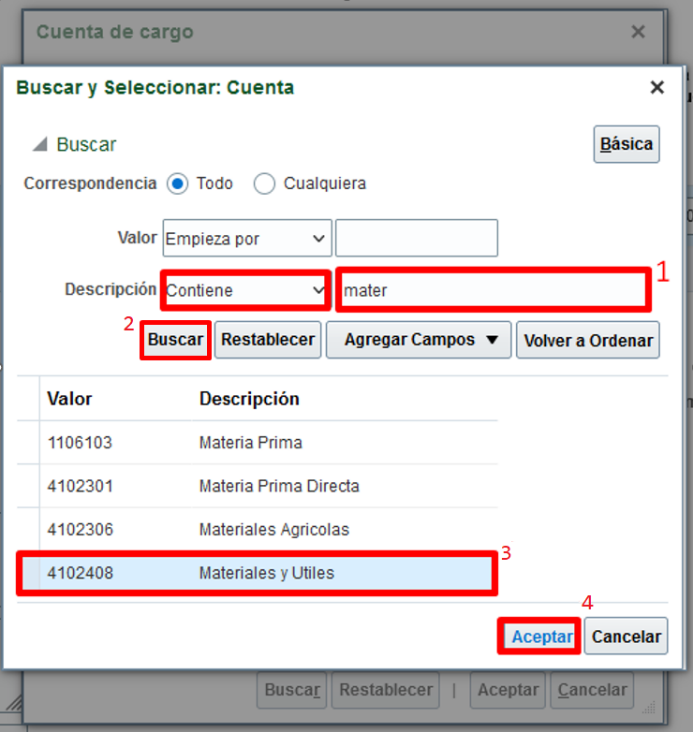 Cuenta de cargo
Buscar y Seleccionar: Cuenta
Buscar
Básica
Correspondencia Todo Cualquiera
Valor Empieza por
Descripción Contiene mater 1
2 Buscar Restablecer Agregar Campos Volver a Ordenar
Valor Descripción
1106103 Materia Prima
4102301 Materia Prima Directa
4102306 Materiales Agricolas
4102408 Materiales y Utiles 3
4
Aceptar Cancelar
Buscar Restablecer | Aceptar Cancelar